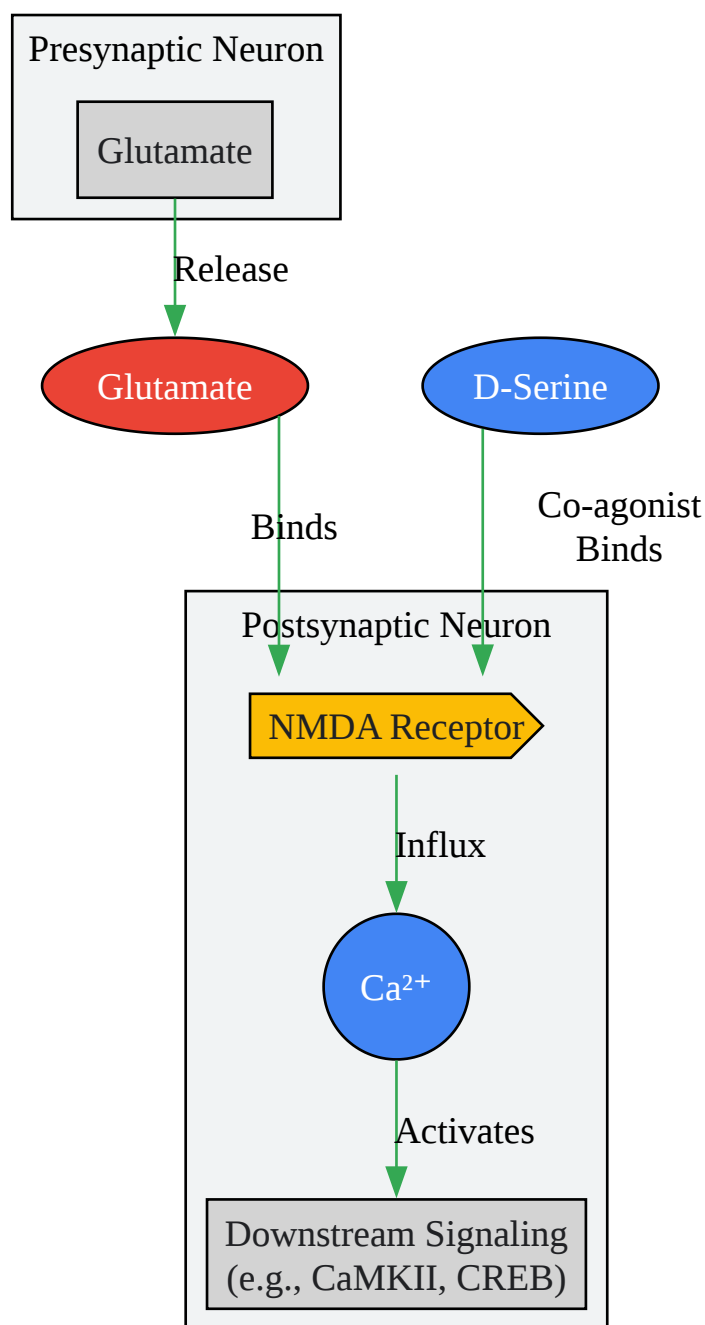 Presynaptic Neuron
Glutamate
Release
Glutamate
D-Serine
Binds
Co-agonist
Binds
Postsynaptic Neuron
NMDA Receptor
Influx
Ca²⁺
Activates
Downstream Signaling
(e.g., CaMKII, CREB)